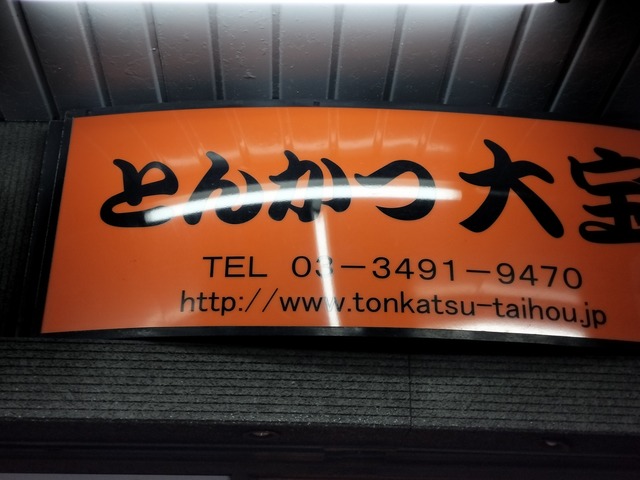 とんかつ 大宝
TEL 03-3491-9470
http://www.tonkatsu-taihou.jp